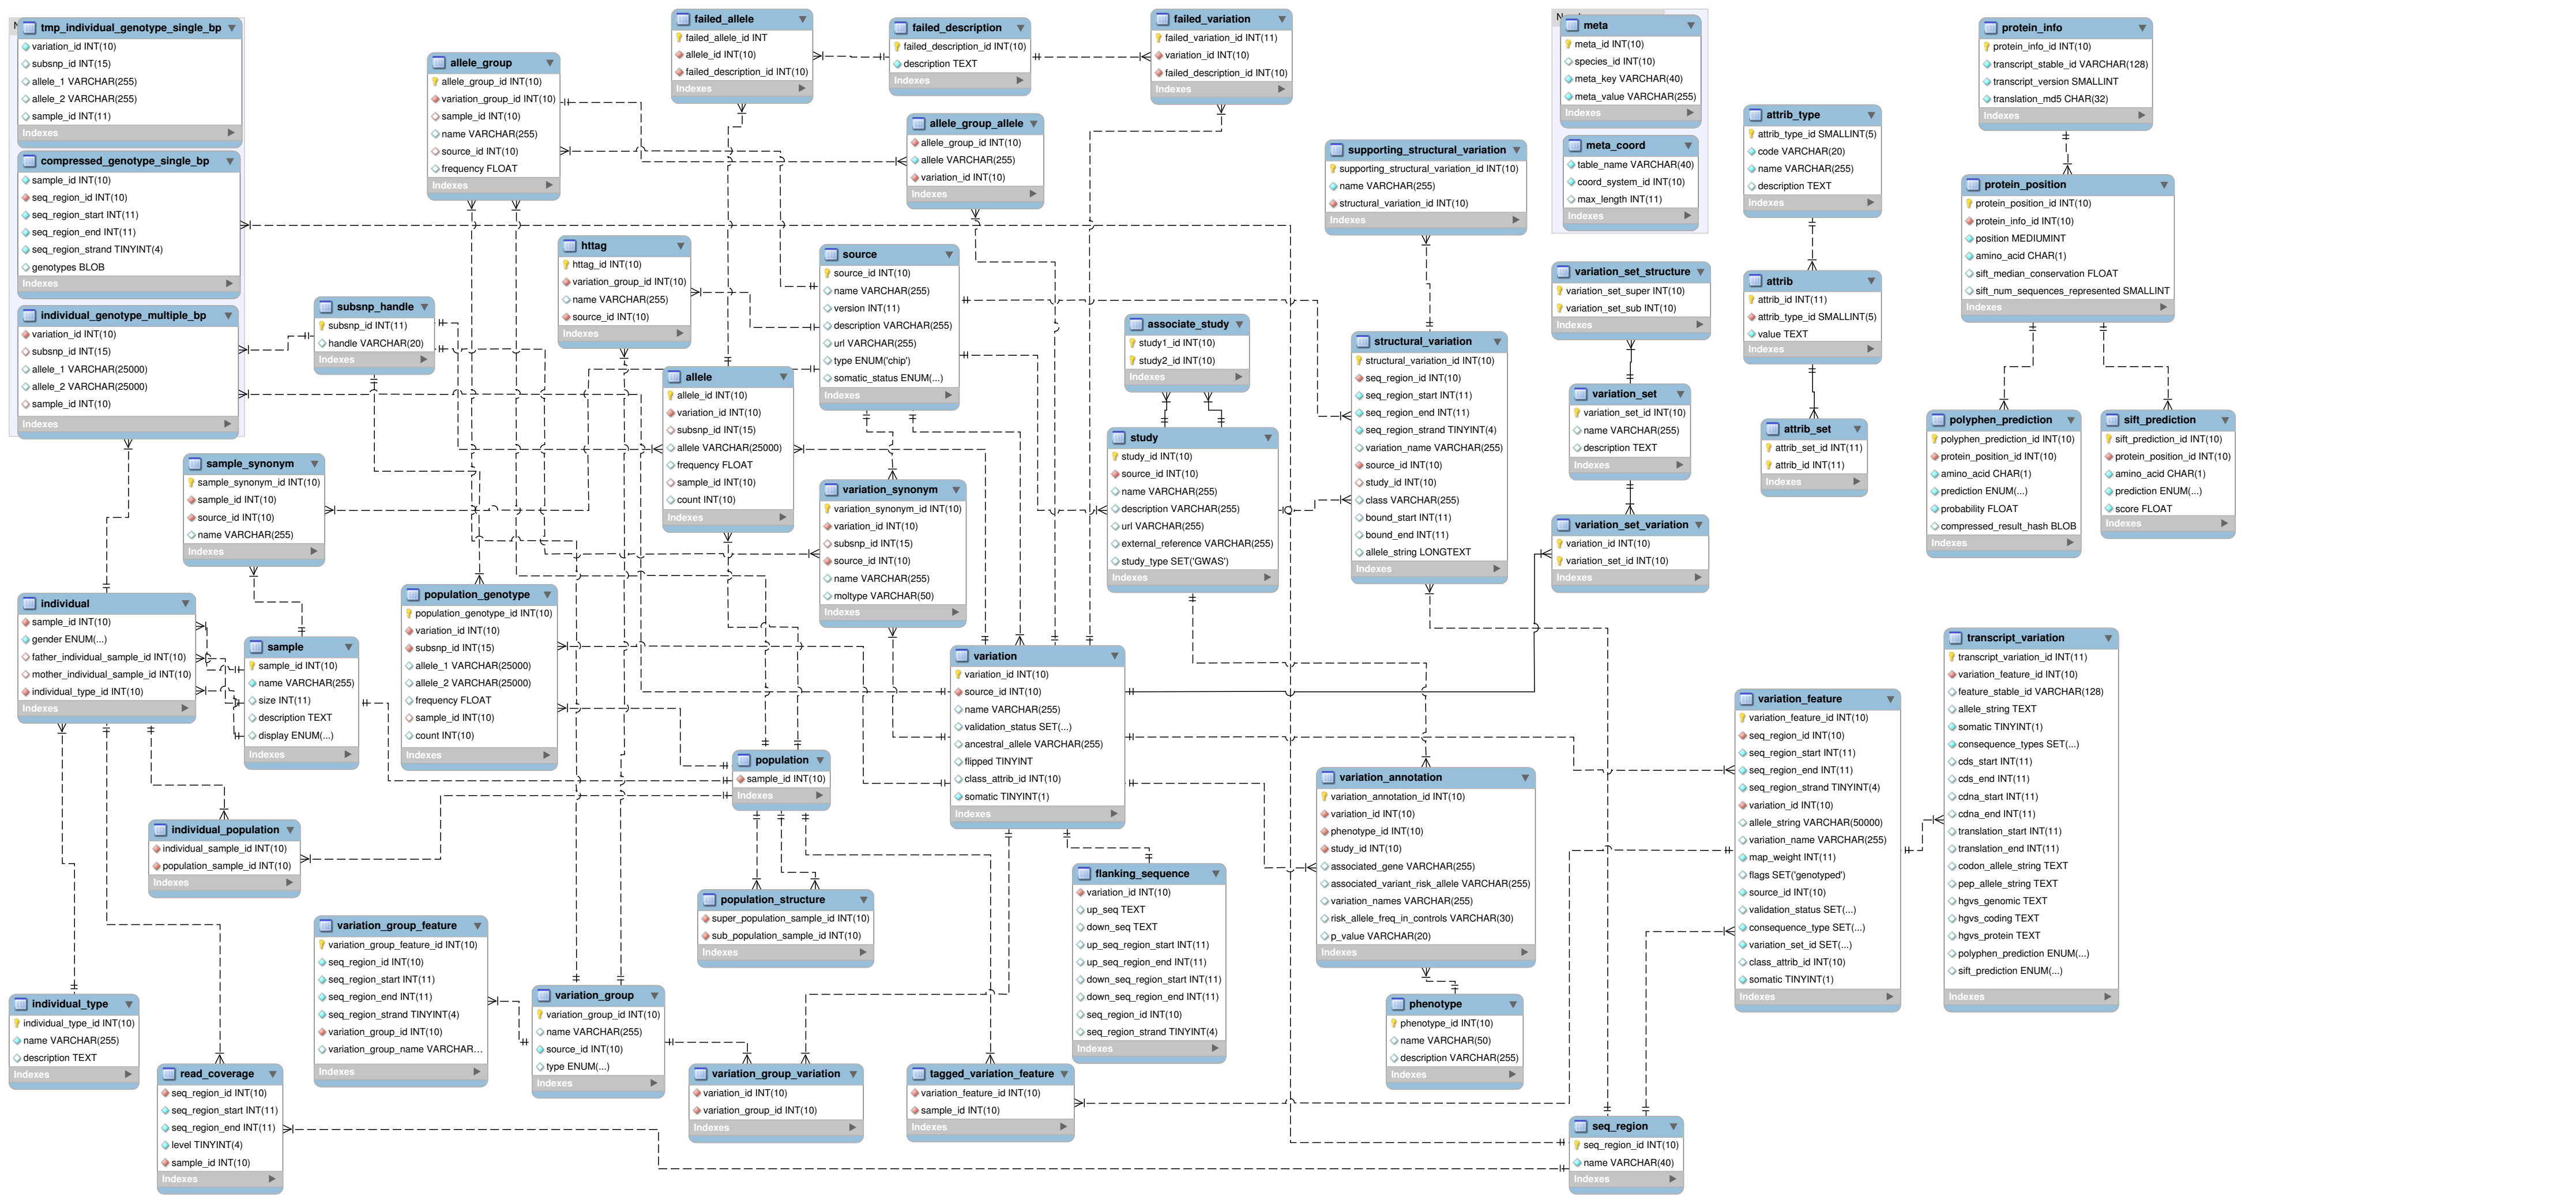 tmp_individual_genotype_single_bp
variation_id INT(10)
subsnp_id INT(15)
allele_1 VARCHAR(255)
allele_2 VARCHAR(255)
sample_id INT(11)
Indexes
compressed_genotype_single_bp
sample_id INT(10)
seq_region_id INT(10)
seq_region_start INT(11)
seq_region_end INT(11)
seq_region_strand TINYINT(4)
genotypes BLOB
Indexes
individual_genotype_multiple_bp
variation_id INT(10)
subsnp_id INT(15)
allele_1 VARCHAR(25000)
allele_2 VARCHAR(25000)
sample_id INT(10)
Indexes
subsnp_handle
subsnp_id INT(11)
handle VARCHAR(20)
Indexes
allele_group
allele_group_id INT(10)
variation_group_id INT(10)
sample_id INT(10)
name VARCHAR(255)
source_id INT(10)
frequency FLOAT
Indexes
failed_allele
failed_allele_id INT
allele_id INT(10)
failed_description_id INT(10)
Indexes
failed_description
failed_description_id INT(10)
description TEXT
Indexes
failed_variation
failed_variation_id INT(11)
variation_id INT(10)
failed_description_id INT(10)
Indexes
allele_group_allele
allele_group_id INT(10)
allele VARCHAR(255)
variation_id INT(10)
Indexes
httag
httag_id INT(10)
variation_group_id INT(10)
name VARCHAR(255)
source_id INT(10)
Indexes
source
source_id INT(10)
name VARCHAR(255)
version INT(11)
description VARCHAR(255)
url VARCHAR(255)
type ENUM('chip')
somatic_status ENUM(...)
Indexes
allele
allele_id INT(10)
variation_id INT(10)
subsnp_id INT(15)
allele VARCHAR(25000)
frequency FLOAT
sample_id INT(10)
count INT(10)
Indexes
supporting_structural_variation
supporting_structural_variation_id INT(10)
name VARCHAR(255)
structural_variation_id INT(10)
Indexes
meta
meta_id INT(10)
species_id INT(10)
meta_key VARCHAR(40)
meta_value VARCHAR(255)
Indexes
meta_coord
table_name VARCHAR(40)
coord_system_id INT(10)
max_length INT(11)
Indexes
attrib_type
attrib_type_id SMALLINT(5)
code VARCHAR(20)
name VARCHAR(255)
description TEXT
Indexes
attrib
attrib_id INT(11)
attrib_type_id SMALLINT(5)
value TEXT
Indexes
attrib_set
attrib_set_id INT(11)
attrib_id INT(11)
Indexes
protein_info
protein_info_id INT(10)
transcript_stable_id VARCHAR(128)
transcript_version SMALLINT
translation_md5 CHAR(32)
Indexes
protein_position
protein_position_id INT(10)
protein_info_id INT(10)
position MEDIUMINT
amino_acid CHAR(1)
sift_median_conservation FLOAT
sift_num_sequences_represented SMALLINT
Indexes
polyphen_prediction
polyphen_prediction_id INT(10)
protein_position_id INT(10)
amino_acid CHAR(1)
prediction ENUM(...)
probability FLOAT
compressed_result_hash BLOB
Indexes
sift_prediction
sift_prediction_id INT(10)
protein_position_id INT(10)
amino_acid CHAR(1)
prediction ENUM(...)
score FLOAT
Indexes
variation_set_structure
variation_set_super INT(10)
variation_set_sub INT(10)
Indexes
variation_set
variation_set_id INT(10)
name VARCHAR(255)
description TEXT
Indexes
variation_set_variation
variation_id INT(10)
variation_set_id INT(10)
Indexes
associate_study
study1_id INT(10)
study2_id INT(10)
Indexes
study
study_id INT(10)
source_id INT(10)
name VARCHAR(255)
description VARCHAR(255)
url VARCHAR(255)
external_reference VARCHAR(255)
study_type SET('GWAS')
Indexes
structural_variation
structural_variation_id INT(10)
seq_region_id INT(10)
seq_region_start INT(11)
seq_region_end INT(11)
seq_region_strand TINYINT(4)
variation_name VARCHAR(255)
source_id INT(10)
study_id INT(10)
class VARCHAR(255)
bound_start INT(11)
bound_end INT(11)
allele_string LONGTEXT
Indexes
sample_synonym
sample_synonym_id INT(10)
sample_id INT(10)
source_id INT(10)
name VARCHAR(255)
Indexes
variation_synonym
variation_synonym_id INT(10)
variation_id INT(10)
subsnp_id INT(15)
source_id INT(10)
name VARCHAR(255)
moltype VARCHAR(50)
Indexes
individual
sample_id INT(10)
gender ENUM(...)
father_individual_sample_id INT(10)
mother_individual_sample_id INT(10)
individual_type_id INT(10)
Indexes
sample
sample_id INT(10)
name VARCHAR(255)
size INT(11)
description TEXT
display ENUM(...)
Indexes
population_genotype
population_genotype_id INT(10)
variation_id INT(10)
subsnp_id INT(15)
allele_1 VARCHAR(25000)
allele_2 VARCHAR(25000)
frequency FLOAT
sample_id INT(10)
count INT(10)
Indexes
population
sample_id INT(10)
Indexes
variation
variation_id INT(10)
source_id INT(10)
name VARCHAR(255)
validation_status SET(...)
ancestral_allele VARCHAR(255)
flipped TINYINT
class_attrib_id INT(10)
somatic TINYINT(1)
Indexes
individual_population
individual_sample_id INT(10)
population_sample_id INT(10)
Indexes
population_structure
super_population_sample_id INT(10)
sub_population_sample_id INT(10)
Indexes
flanking_sequence
variation_id INT(10)
up_seq TEXT
down_seq TEXT
up_seq_region_start INT(11)
up_seq_region_end INT(11)
down_seq_region_start INT(11)
down_seq_region_end INT(11)
seq_region_id INT(10)
seq_region_strand TINYINT(4)
Indexes
variation_annotation
variation_annotation_id INT(10)
variation_id INT(10)
phenotype_id INT(10)
study_id INT(10)
associated_gene VARCHAR(255)
associated_variant_risk_allele VARCHAR(255)
variation_names VARCHAR(255)
risk_allele_freq_in_controls VARCHAR(30)
p_value VARCHAR(20)
Indexes
phenotype
phenotype_id INT(10)
name VARCHAR(50)
description VARCHAR(255)
Indexes
variation_feature
variation_feature_id INT(10)
seq_region_id INT(10)
seq_region_start INT(11)
seq_region_end INT(11)
seq_region_strand TINYINT(4)
variation_id INT(10)
allele_string VARCHAR(50000)
variation_name VARCHAR(255)
map_weight INT(11)
flags SET('genotyped')
source_id INT(10)
validation_status SET(...)
consequence_type SET(...)
variation_set_id SET(...)
class_attrib_id INT(10)
somatic TINYINT(1)
Indexes
transcript_variation
transcript_variation_id INT(11)
variation_feature_id INT(10)
feature_stable_id VARCHAR(128)
allele_string TEXT
somatic TINYINT(1)
consequence_types SET(...)
cds_start INT(11)
cds_end INT(11)
cdna_start INT(11)
cdna_end INT(11)
translation_start INT(11)
translation_end INT(11)
codon_allele_string TEXT
pep_allele_string TEXT
hgvs_genomic TEXT
hgvs_coding TEXT
hgvs_protein TEXT
polyphen_prediction ENUM(...)
sift_prediction ENUM(...)
Indexes
individual_type
individual_type_id INT(10)
name VARCHAR(255)
description TEXT
Indexes
variation_group_feature
variation_group_feature_id INT(10)
seq_region_id INT(10)
seq_region_start INT(11)
seq_region_end INT(11)
seq_region_strand TINYINT(4)
variation_group_id INT(10)
variation_group_name VARCHAR...
Indexes
variation_group
variation_group_id INT(10)
name VARCHAR(255)
source_id INT(10)
type ENUM(...)
Indexes
read_coverage
seq_region_id INT(10)
seq_region_start INT(11)
seq_region_end INT(11)
level TINYINT(4)
sample_id INT(10)
Indexes
variation_group_variation
variation_id INT(10)
variation_group_id INT(10)
Indexes
tagged_variation_feature
variation_feature_id INT(10)
sample_id INT(10)
Indexes
seq_region
seq_region_id INT(10)
name VARCHAR(40)
Indexes